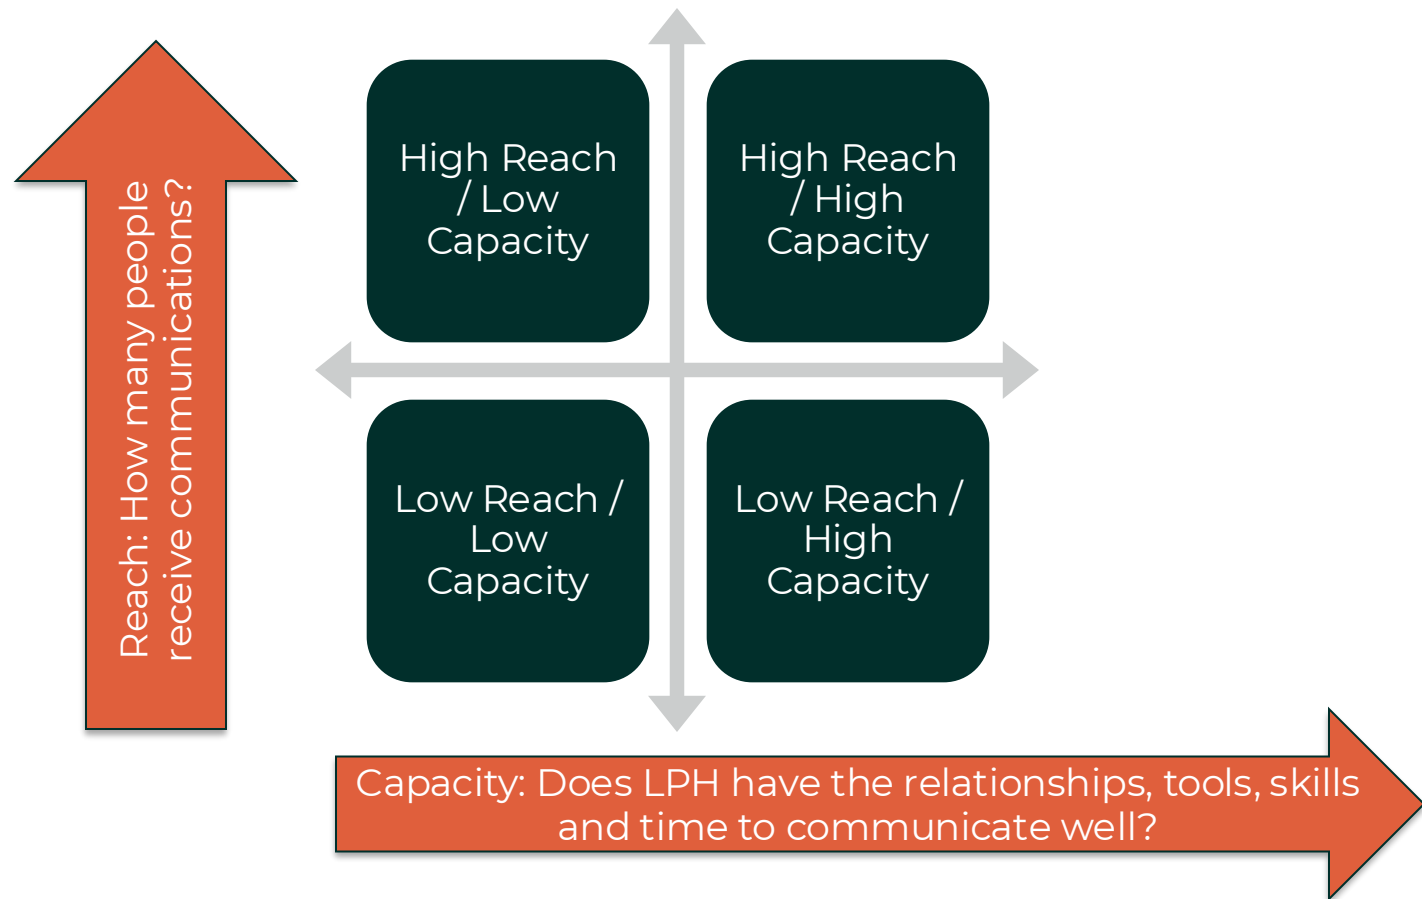 Reach: How many people
receive communications?
High Reach
/ Low
Capacity
High Reach
/ High
Capacity
Low Reach /
Low
Capacity
Low Reach /
High
Capacity
Capacity: Does LPH have the relationships, tools, skills
and time to communicate well?